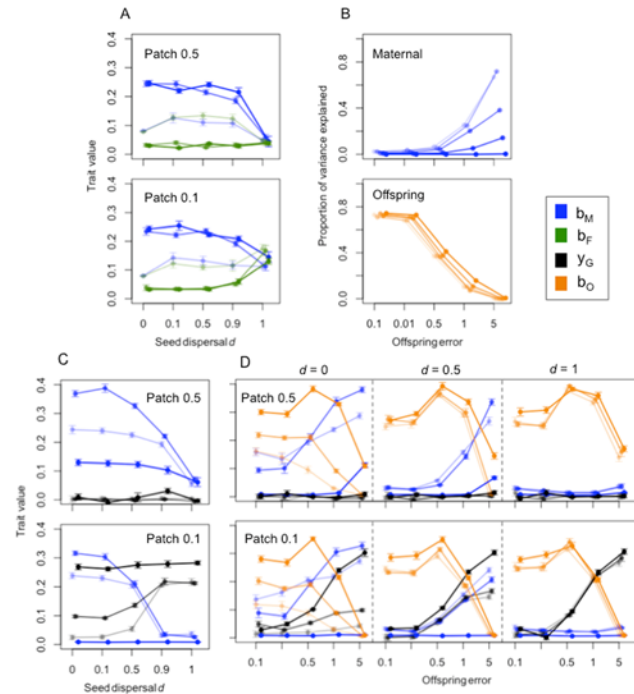 A
B
Patch 0.5
Maternal
0.4
0.3
0.2
0.1
0.0
0.8
0.4
0.0
Trait value
Proportion of variance explained
Patch 0.1
Offspring
0.4
0.3
0.2
0.1
0.0
0.8
0.4
0.0
0 0.1 0.5 0.9 1
0.1 0.01 0.5 1 5
Seed dispersal d
Offspring error
b_M
b_F
y_G
b_O
C
D
d = 0
d = 0.5
d = 1
Patch 0.5
Patch 0.5
0.4
0.3
0.2
0.1
0.0
Trait value
Patch 0.1
Patch 0.1
0.4
0.3
0.2
0.1
0.0
0 0.1 0.5 0.9 1
0.1 0.5 1 5 0.1 0.5 1 5 0.1 0.5 1 5
Seed dispersal d
Offspring error